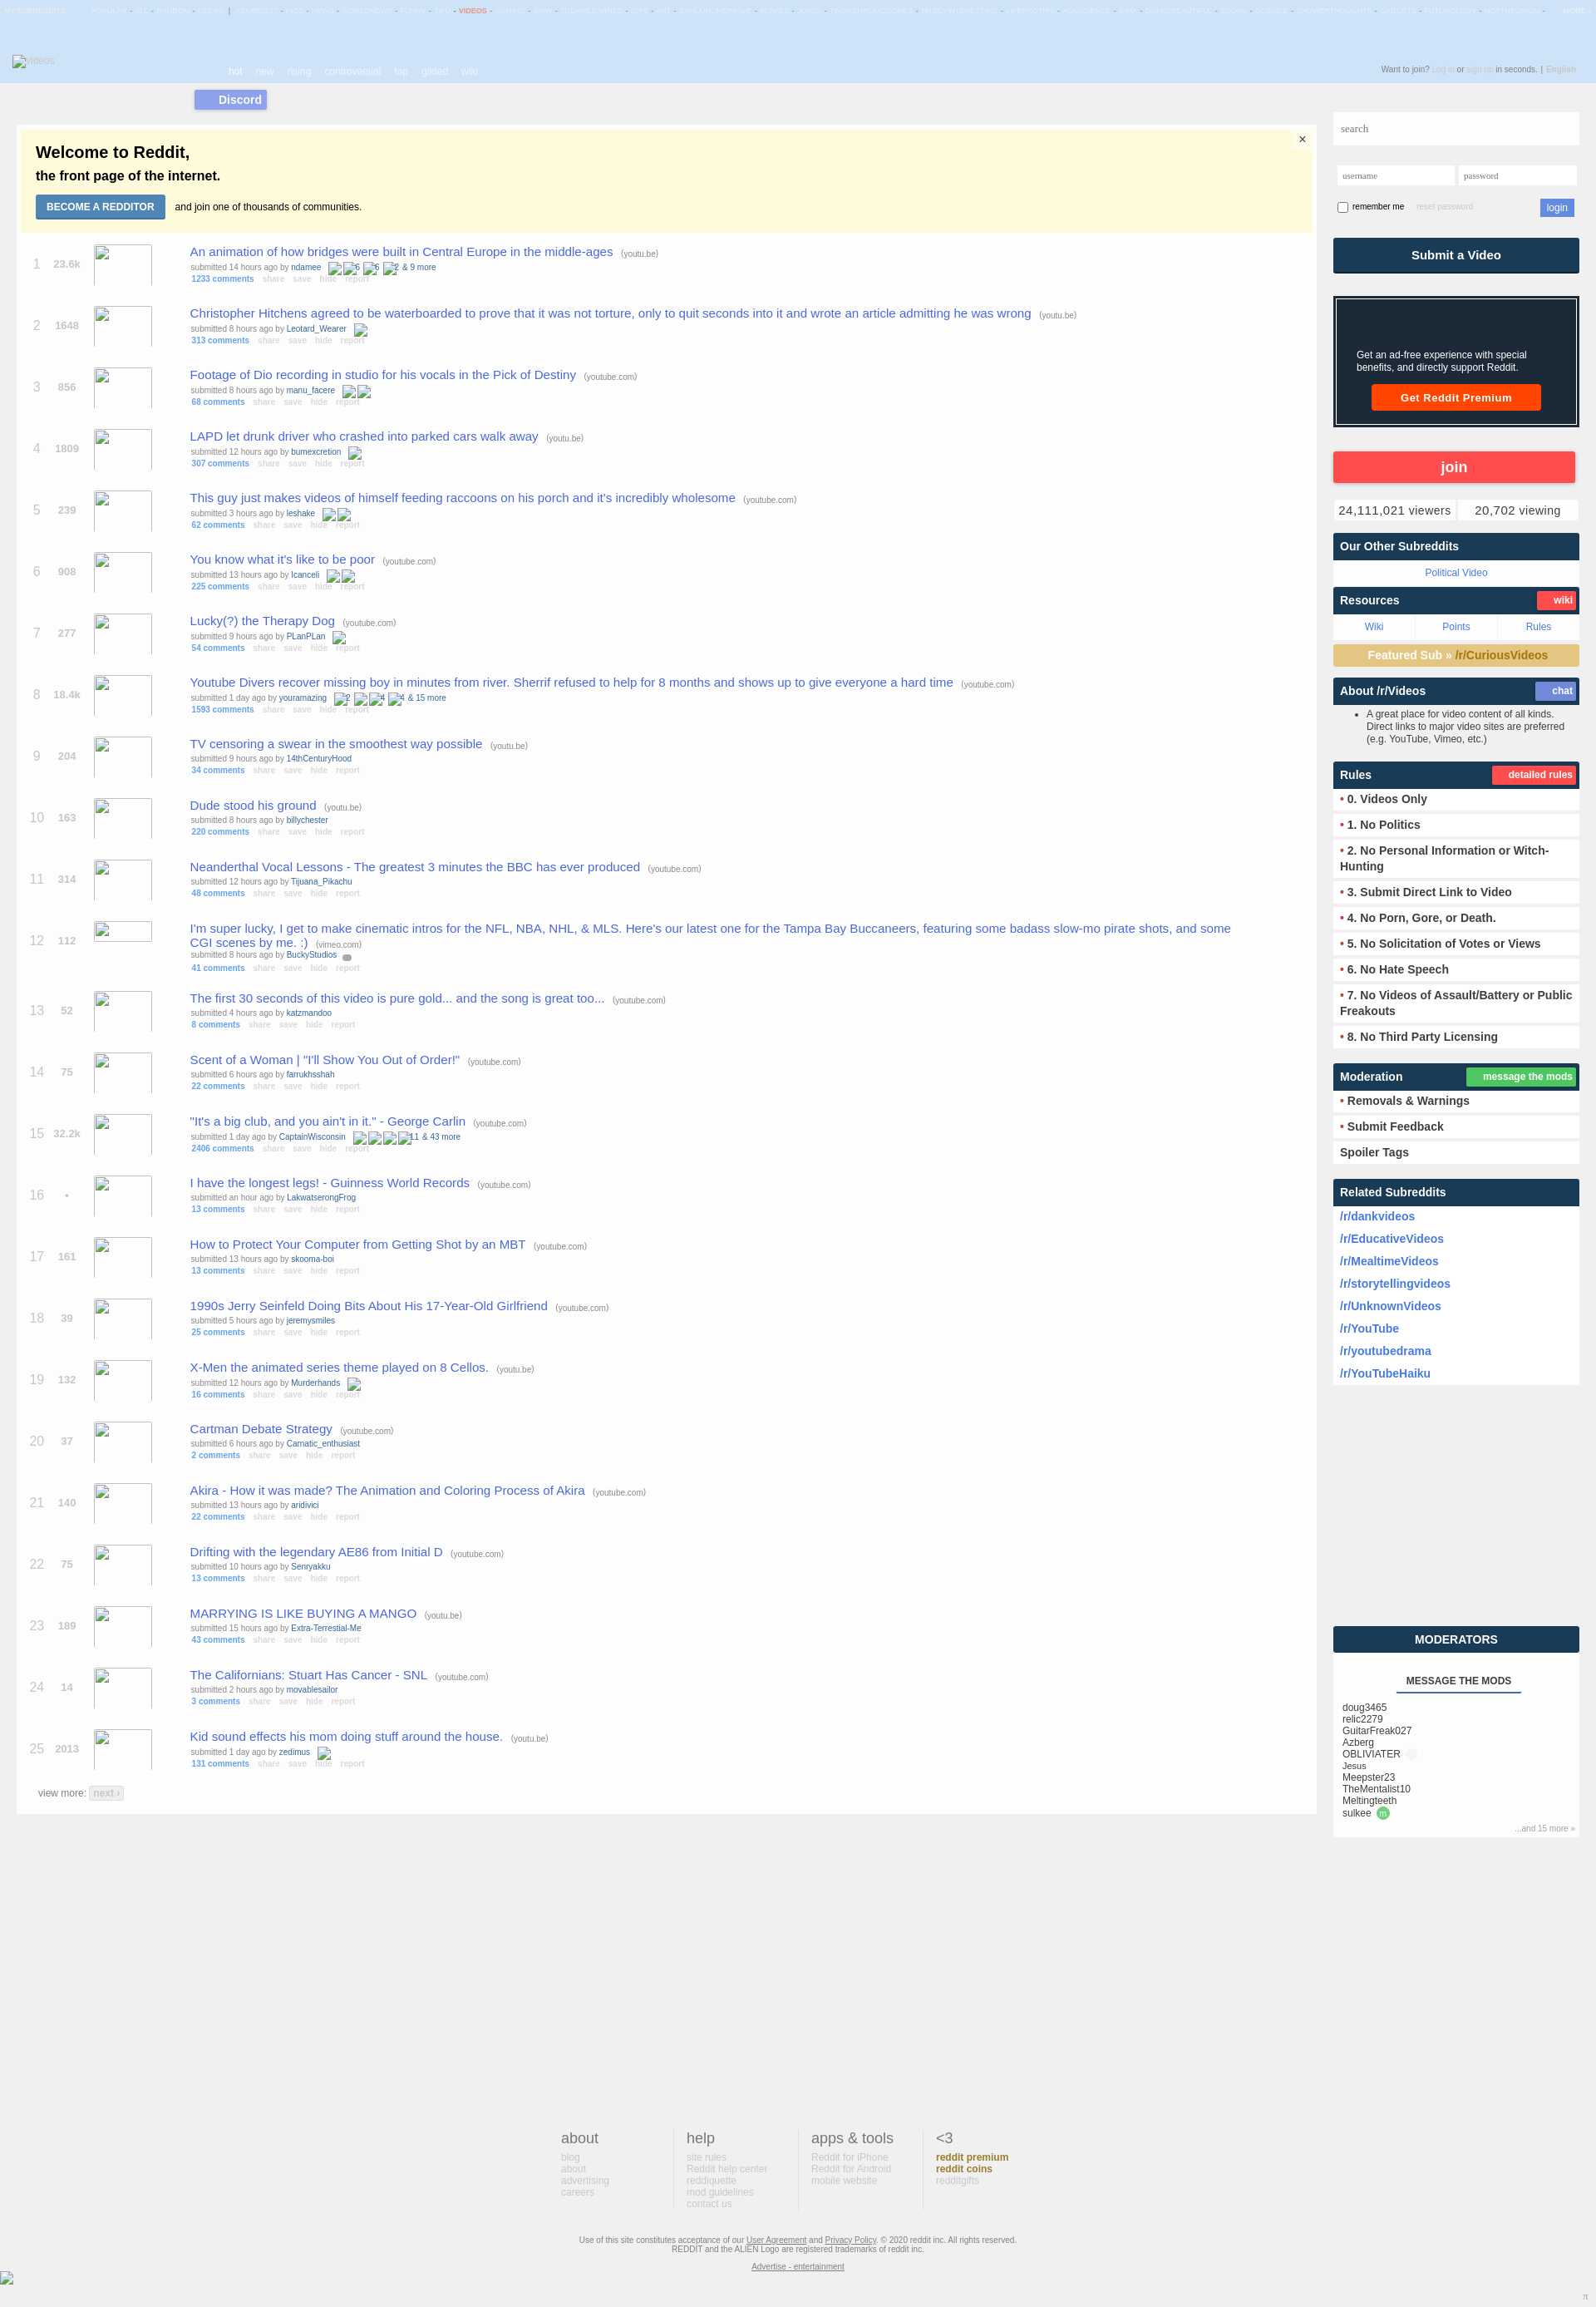 MY SUBREDDITS
POPULAR - ALL - RANDOM - USERS | ASKREDDIT - PICS - NEWS - WORLDNEWS - FUNNY - TIFU - VIDEOS - GAMING - AWW - TODAYILEARNED - GIFS - ART - EXPLAINLIKEIMFIVE - MOVIES - JOKES - TWOXCHROMOSOMES - MILDLYINTERESTING - LIFEPROTIPS - ASKSCIENCE - IAMA - DATAISBEAUTIFUL - BOOKS - SCIENCE - SHOWERTHOUGHTS - GADGETS - FUTUROLOGY - NOTTHEONION -
MORE »
videos
hot new rising controversial top gilded wiki
Want to join? Log in or sign up in seconds. | English
Discord
Welcome to Reddit,
the front page of the internet.
BECOME A REDDITOR and join one of thousands of communities.
×
1 23.6k An animation of how bridges were built in Central Europe in the middle-ages (youtu.be)
submitted 14 hours ago by ndamee 6 6 2 & 9 more
1233 comments share save hide report
2 1648 Christopher Hitchens agreed to be waterboarded to prove that it was not torture, only to quit seconds into it and wrote an article admitting he was wrong (youtu.be)
submitted 8 hours ago by Leotard_Wearer
313 comments share save hide report
3 856 Footage of Dio recording in studio for his vocals in the Pick of Destiny (youtube.com)
submitted 8 hours ago by manu_facere
68 comments share save hide report
4 1809 LAPD let drunk driver who crashed into parked cars walk away (youtu.be)
submitted 12 hours ago by bumexcretion
307 comments share save hide report
5 239 This guy just makes videos of himself feeding raccoons on his porch and it's incredibly wholesome (youtube.com)
submitted 3 hours ago by leshake
62 comments share save hide report
6 908 You know what it's like to be poor (youtube.com)
submitted 13 hours ago by Icanceli
225 comments share save hide report
7 277 Lucky(?) the Therapy Dog (youtube.com)
submitted 9 hours ago by PLanPLan
54 comments share save hide report
8 18.4k Youtube Divers recover missing boy in minutes from river. Sherrif refused to help for 8 months and shows up to give everyone a hard time (youtube.com)
submitted 1 day ago by youramazing 2 4 4 & 15 more
1593 comments share save hide report
9 204 TV censoring a swear in the smoothest way possible (youtu.be)
submitted 9 hours ago by 14thCenturyHood
34 comments share save hide report
10 163 Dude stood his ground (youtu.be)
submitted 8 hours ago by billychester
220 comments share save hide report
11 314 Neanderthal Vocal Lessons - The greatest 3 minutes the BBC has ever produced (youtube.com)
submitted 12 hours ago by Tijuana_Pikachu
48 comments share save hide report
12 112 I'm super lucky, I get to make cinematic intros for the NFL, NBA, NHL, & MLS. Here's our latest one for the Tampa Bay Buccaneers, featuring some badass slow-mo pirate shots, and some
CGI scenes by me. :) (vimeo.com)
submitted 8 hours ago by BuckyStudios
41 comments share save hide report
13 52 The first 30 seconds of this video is pure gold... and the song is great too... (youtube.com)
submitted 4 hours ago by katzmandoo
8 comments share save hide report
14 75 Scent of a Woman | "I'll Show You Out of Order!" (youtube.com)
submitted 6 hours ago by farrukhsshah
22 comments share save hide report
15 32.2k "It's a big club, and you ain't in it." - George Carlin (youtube.com)
submitted 1 day ago by CaptainWisconsin 11 & 43 more
2406 comments share save hide report
16 • I have the longest legs! - Guinness World Records (youtube.com)
submitted an hour ago by LakwatserongFrog
13 comments share save hide report
17 161 How to Protect Your Computer from Getting Shot by an MBT (youtube.com)
submitted 13 hours ago by skooma-boi
13 comments share save hide report
18 39 1990s Jerry Seinfeld Doing Bits About His 17-Year-Old Girlfriend (youtube.com)
submitted 5 hours ago by jeremysmiles
25 comments share save hide report
19 132 X-Men the animated series theme played on 8 Cellos. (youtu.be)
submitted 12 hours ago by Murderhands
16 comments share save hide report
20 37 Cartman Debate Strategy (youtube.com)
submitted 6 hours ago by Carnatic_enthusiast
2 comments share save hide report
21 140 Akira - How it was made? The Animation and Coloring Process of Akira (youtube.com)
submitted 13 hours ago by aridivici
22 comments share save hide report
22 75 Drifting with the legendary AE86 from Initial D (youtube.com)
submitted 10 hours ago by Senryakku
13 comments share save hide report
23 189 MARRYING IS LIKE BUYING A MANGO (youtu.be)
submitted 15 hours ago by Extra-Terrestial-Me
43 comments share save hide report
24 14 The Californians: Stuart Has Cancer - SNL (youtube.com)
submitted 2 hours ago by movablesailor
3 comments share save hide report
25 2013 Kid sound effects his mom doing stuff around the house. (youtu.be)
submitted 1 day ago by zedimus
131 comments share save hide report
view more: next ›
search
username password
remember me reset password login
Submit a Video
Get an ad-free experience with special
benefits, and directly support Reddit.
Get Reddit Premium
join
24,111,021 viewers 20,702 viewing
Our Other Subreddits
Political Video
Resources wiki
Wiki Points Rules
Featured Sub » /r/CuriousVideos
About /r/Videos chat
• A great place for video content of all kinds.
Direct links to major video sites are preferred
(e.g. YouTube, Vimeo, etc.)
Rules detailed rules
• 0. Videos Only
• 1. No Politics
• 2. No Personal Information or Witch-
Hunting
• 3. Submit Direct Link to Video
• 4. No Porn, Gore, or Death.
• 5. No Solicitation of Votes or Views
• 6. No Hate Speech
• 7. No Videos of Assault/Battery or Public
Freakouts
• 8. No Third Party Licensing
Moderation message the mods
• Removals & Warnings
• Submit Feedback
Spoiler Tags
Related Subreddits
/r/dankvideos
/r/EducativeVideos
/r/MealtimeVideos
/r/storytellingvideos
/r/UnknownVideos
/r/YouTube
/r/youtubedrama
/r/YouTubeHaiku
MODERATORS
MESSAGE THE MODS
doug3465
relic2279
GuitarFreak027
Azberg
OBLIVIATER
Jesus
Meepster23
TheMentalist10
Meltingteeth
sulkee m
...and 15 more »
about
blog
about
advertising
careers
help
site rules
Reddit help center
reddiquette
mod guidelines
contact us
apps & tools
Reddit for iPhone
Reddit for Android
mobile website
<3
reddit premium
reddit coins
redditgifts
Use of this site constitutes acceptance of our User Agreement and Privacy Policy. © 2020 reddit inc. All rights reserved.
REDDIT and the ALIEN Logo are registered trademarks of reddit inc.
Advertise - entertainment
π